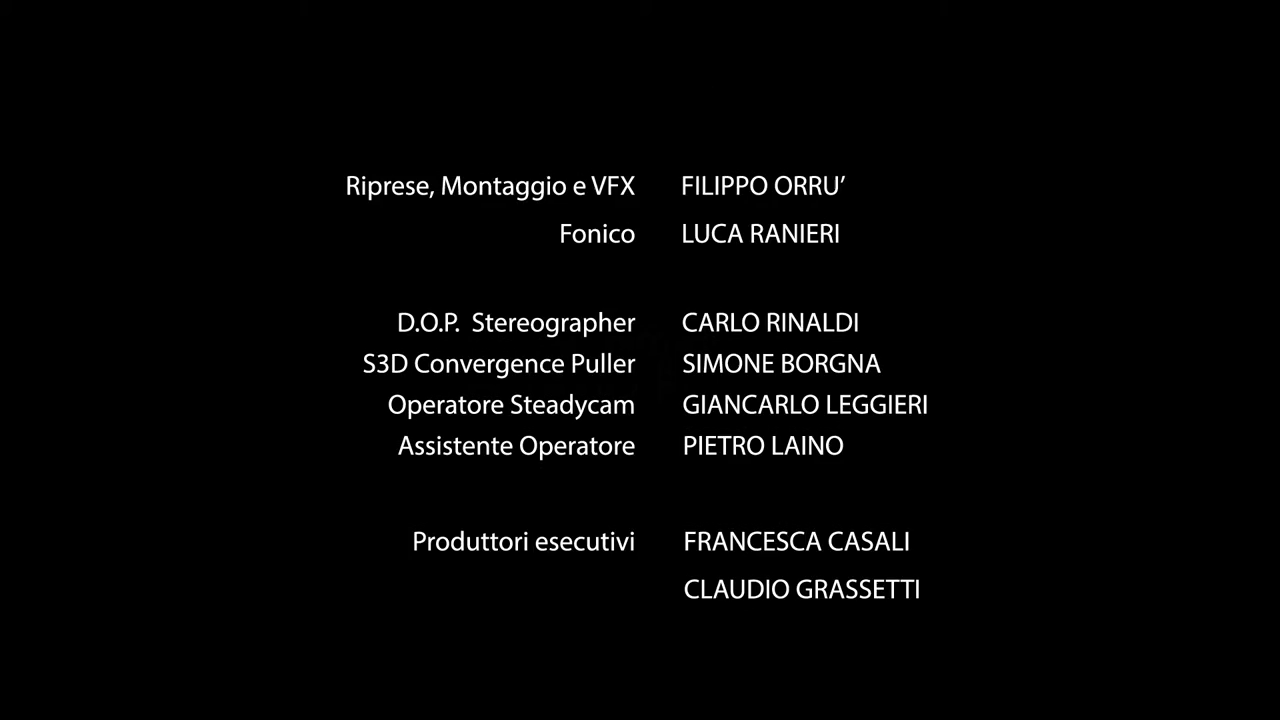 Riprese, Montaggio e VFX FILIPPO ORRU’
Fonico LUCA RANIERI
D.O.P. Stereographer CARLO RINALDI
S3D Convergence Puller SIMONE BORGNA
Operatore Steadycam GIANCARLO LEGGIERI
Assistente Operatore PIETRO LAINO
Produttori esecutivi FRANCESCA CASALI
CLAUDIO GRASSETTI